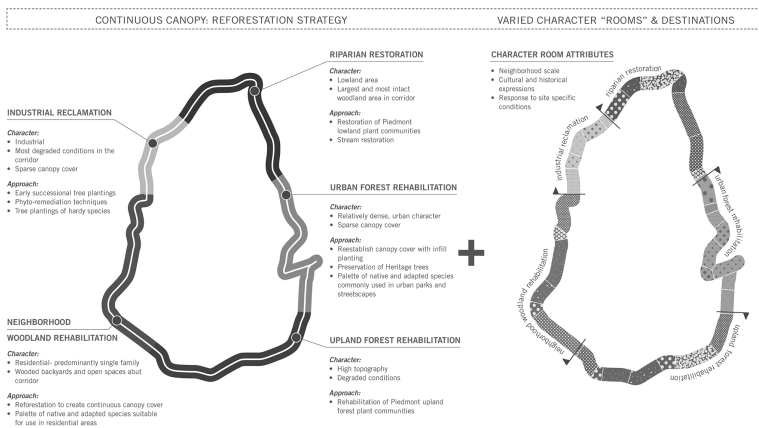 CONTINUOUS CANOPY: REFORESTATION STRATEGY
VARIED CHARACTER “ROOMS” & DESTINATIONS
RIPARIAN RESTORATION
Character:
• Lowland area
• Largest and most intact
woodland area in corridor
Approach:
• Restoration of Piedmont
lowland plant communities
• Stream restoration
INDUSTRIAL RECLAMATION
Character:
• Industrial
• Most degraded conditions in the
corridor
• Sparse canopy cover
Approach:
• Early successional tree plantings
• Phyto-remediation techniques
• Tree plantings of hardy species
URBAN FOREST REHABILITATION
Character:
• Relatively dense, urban character
• Sparse canopy cover
Approach:
• Reestablish canopy cover with infill
planting
• Preservation of Heritage trees
• Palette of native and adapted species
commonly used in urban parks and
streetscapes
NEIGHBORHOOD
WOODLAND REHABILITATION
Character:
• Residential– predominantly single family
• Wooded backyards and open spaces abut
corridor
Approach:
• Reforestation to create continuous canopy cover
• Palette of native and adapted species suitable
for use in residential areas
UPLAND FOREST REHABILITATION
Character:
• High topography
• Degraded conditions
Approach:
• Rehabilitation of Piedmont upland
forest plant communities
+
CHARACTER ROOM ATTRIBUTES
• Neighborhood scale
• Cultural and historical
expressions
• Response to site specific
conditions
riparian restoration
industrial reclamation
urban forest rehabilitation
neighborhood woodland rehabilitation
upland forest rehabilitation